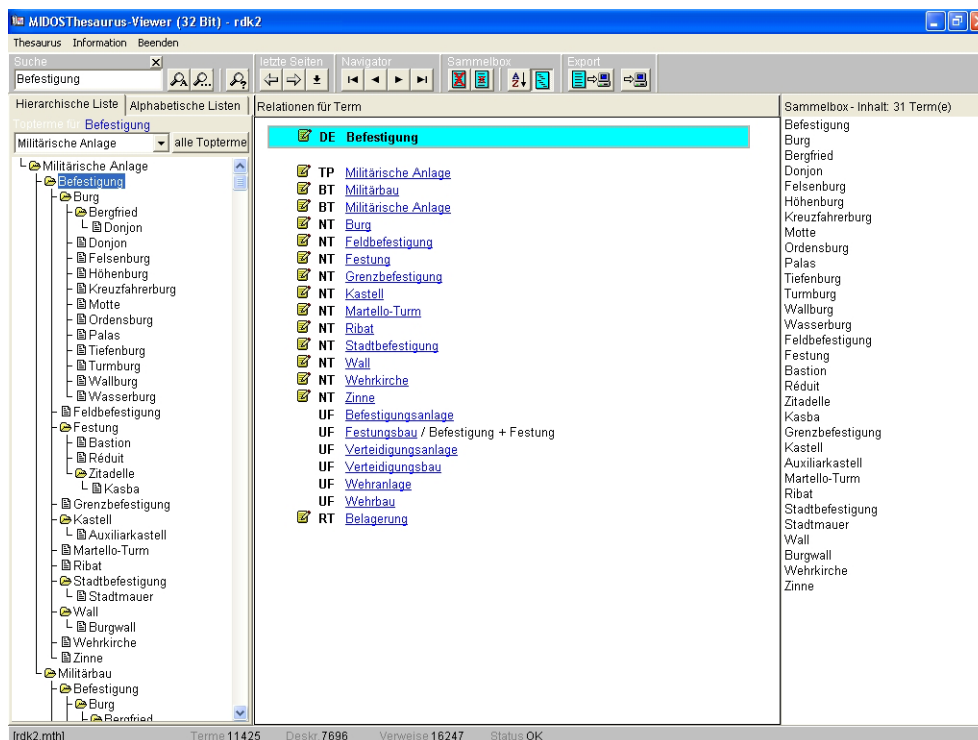 MIDOSThesaurus-Viewer (32 Bit) - rdk2
Thesaurus Information Beenden
Suche
letzte Seiten
Navigator
Sammelbox
Export
Befestigung
Hierarchische Liste
Alphabetische Listen
Topterme für Befestigung
Militärische Anlage
alle Topterme
Militärische Anlage
Befestigung
Burg
Bergfried
Donjon
Donjon
Felsenburg
Höhenburg
Kreuzfahrerburg
Motte
Ordensburg
Palas
Tiefenburg
Turmburg
Wallburg
Wasserburg
Feldbefestigung
Festung
Bastion
Réduit
Zitadelle
Kasba
Grenzbefestigung
Kastell
Auxiliarkastell
Martello-Turm
Ribat
Stadtbefestigung
Stadtmauer
Wall
Burgwall
Wehrkirche
Zinne
Militärbau
Befestigung
Burg
Bergfried
Relationen für Term
DE Befestigung
TP Militärische Anlage
BT Militärbau
BT Militärische Anlage
NT Burg
NT Feldbefestigung
NT Festung
NT Grenzbefestigung
NT Kastell
NT Martello-Turm
NT Ribat
NT Stadtbefestigung
NT Wall
NT Wehrkirche
NT Zinne
UF Befestigungsanlage
UF Festungsbau / Befestigung + Festung
UF Verteidigungsanlage
UF Verteidigungsbau
UF Wehranlage
UF Wehrbau
RT Belagerung
Sammelbox - Inhalt: 31 Term(e)
Befestigung
Burg
Bergfried
Donjon
Felsenburg
Höhenburg
Kreuzfahrerburg
Motte
Ordensburg
Palas
Tiefenburg
Turmburg
Wallburg
Wasserburg
Feldbefestigung
Festung
Bastion
Réduit
Zitadelle
Kasba
Grenzbefestigung
Kastell
Auxiliarkastell
Martello-Turm
Ribat
Stadtbefestigung
Stadtmauer
Wall
Burgwall
Wehrkirche
Zinne
[rdk2.mth] Terme 11425 Deskr 7696 Verweise 16247 Status OK